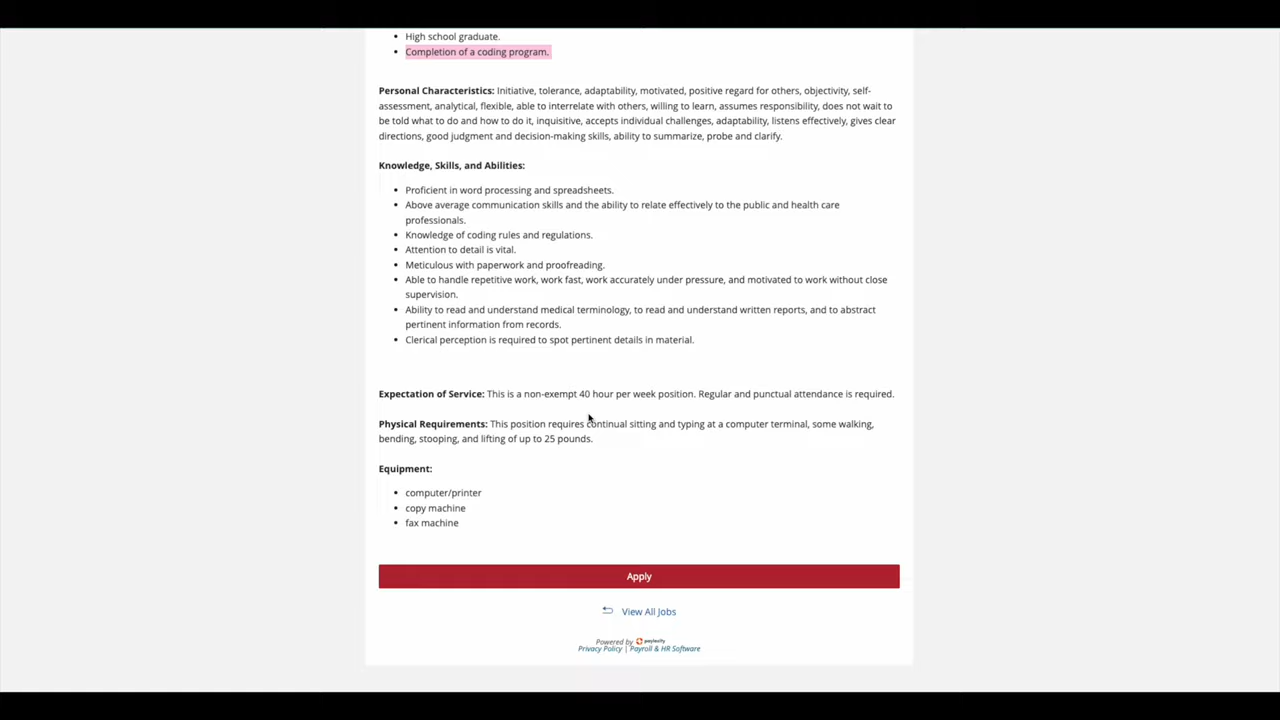 • High school graduate.
• Completion of a coding program.
Personal Characteristics: Initiative, tolerance, adaptability, motivated, positive regard for others, objectivity, self-
assessment, analytical, flexible, able to interrelate with others, willing to learn, assumes responsibility, does not wait to
be told what to do and how to do it, inquisitive, accepts individual challenges, adaptability, listens effectively, gives clear
directions, good judgment and decision-making skills, ability to summarize, probe and clarify.
Knowledge, Skills, and Abilities:
• Proficient in word processing and spreadsheets.
• Above average communication skills and the ability to relate effectively to the public and health care
professionals.
• Knowledge of coding rules and regulations.
• Attention to detail is vital.
• Meticulous with paperwork and proofreading.
• Able to handle repetitive work, work fast, work accurately under pressure, and motivated to work without close
supervision.
• Ability to read and understand medical terminology, to read and understand written reports, and to abstract
pertinent information from records.
• Clerical perception is required to spot pertinent details in material.
Expectation of Service: This is a non-exempt 40 hour per week position. Regular and punctual attendance is required.
Physical Requirements: This position requires continual sitting and typing at a computer terminal, some walking,
bending, stooping, and lifting of up to 25 pounds.
Equipment:
• computer/printer
• copy machine
• fax machine
Apply
View All Jobs
Powered by paylocity
Privacy Policy | Payroll & HR Software